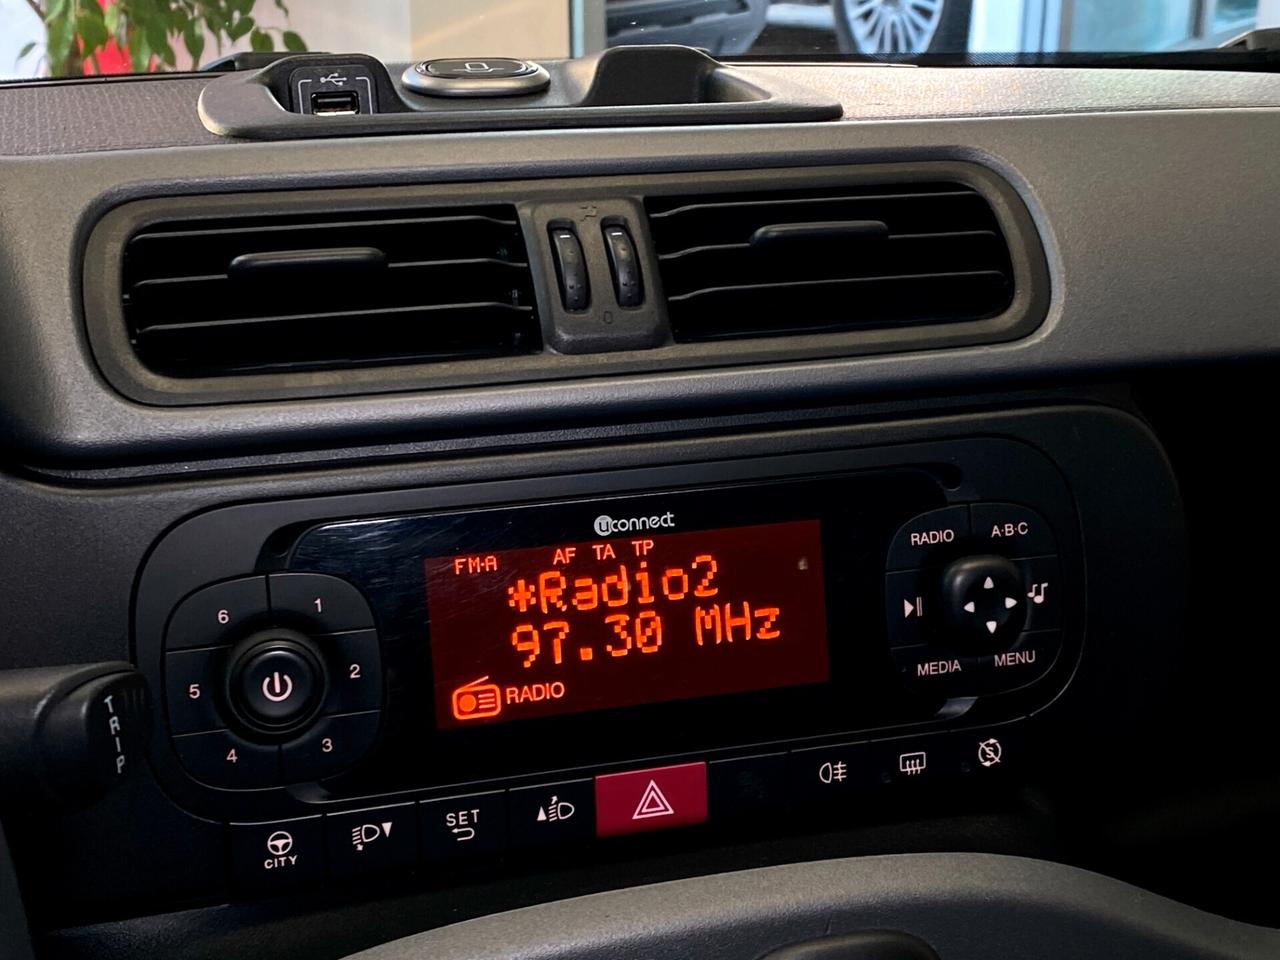 uconnect
FM-A AF TA TP
*Radio2
97.30 MHz
RADIO
6
1
5
2
4
3
RADIO
A·B·C
MEDIA
MENU
TRIP
CITY
SET
0
S